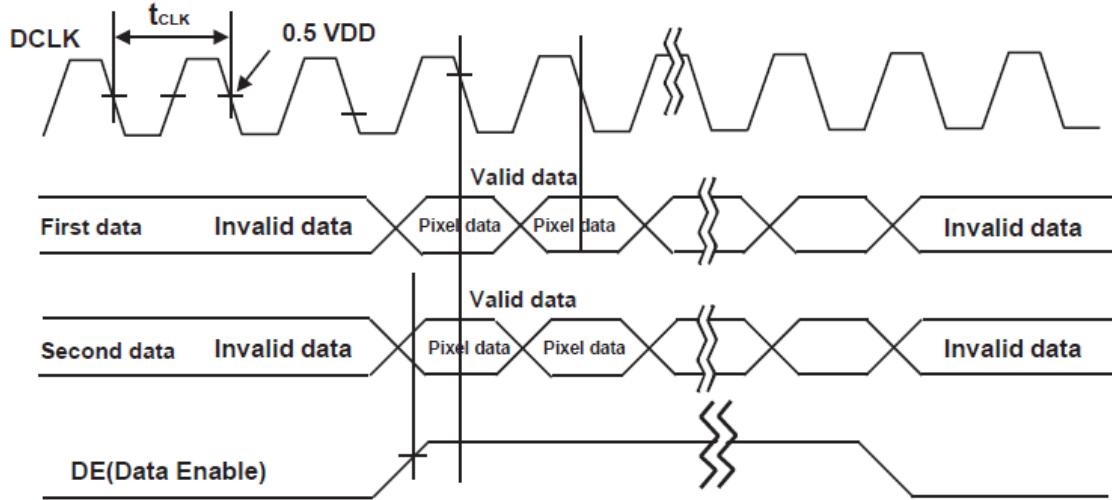 tCLK
DCLK
0.5 VDD
Valid data
First data
Invalid data
Pixel data
Pixel data
Invalid data
Valid data
Second data
Invalid data
Pixel data
Pixel data
Invalid data
DE(Data Enable)